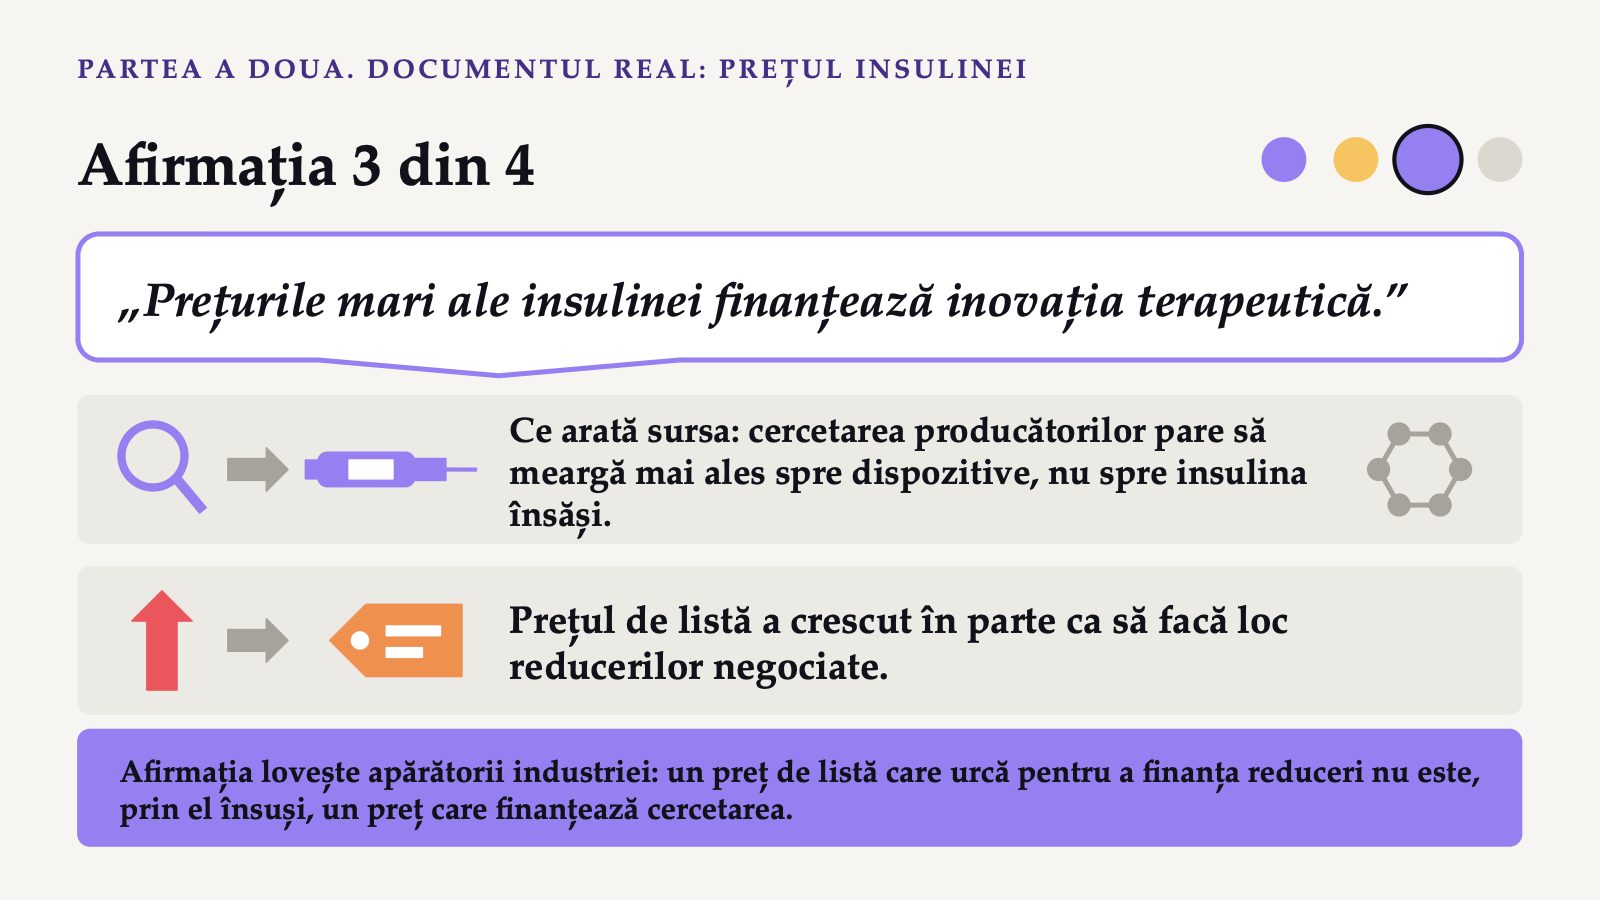 PARTEA A DOUA. DOCUMENTUL REAL: PREȚUL INSULINEI
Afirmația 3 din 4
„Prețurile mari ale insulinei finanțează inovația terapeutică.”
Ce arată sursa: cercetarea producătorilor pare să
meargă mai ales spre dispozitive, nu spre insulina
însăși.
Prețul de listă a crescut în parte ca să facă loc
reducerilor negociate.
Afirmația lovește apărătorii industriei: un preț de listă care urcă pentru a finanța reduceri nu este,
prin el însuși, un preț care finanțează cercetarea.